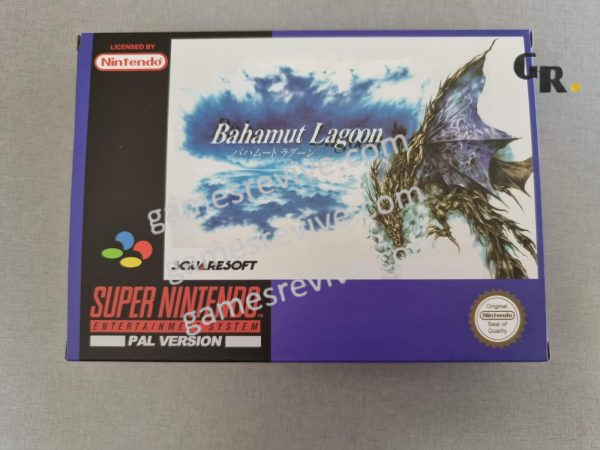 LICENSED BY
Nintendo
GR.
Bahamut Lagoon
バハムート ラグーン
gamesrevive.com
gamesrevive.com
gamesrevive.com
SQUARESOFT
SUPER NINTENDO
ENTERTAINMENT SYSTEM
PAL VERSION
Original
Nintendo
Seal of
Quality